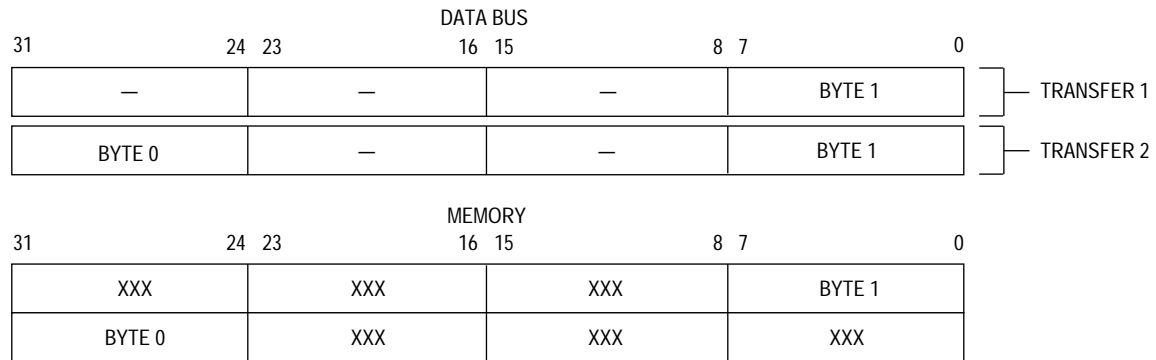 DATA BUS
31 24 23 16 15 8 7 0
— — — BYTE 1 TRANSFER 1
BYTE 0 — — BYTE 1 TRANSFER 2
MEMORY
31 24 23 16 15 8 7 0
XXX XXX XXX BYTE 1
BYTE 0 XXX XXX XXX